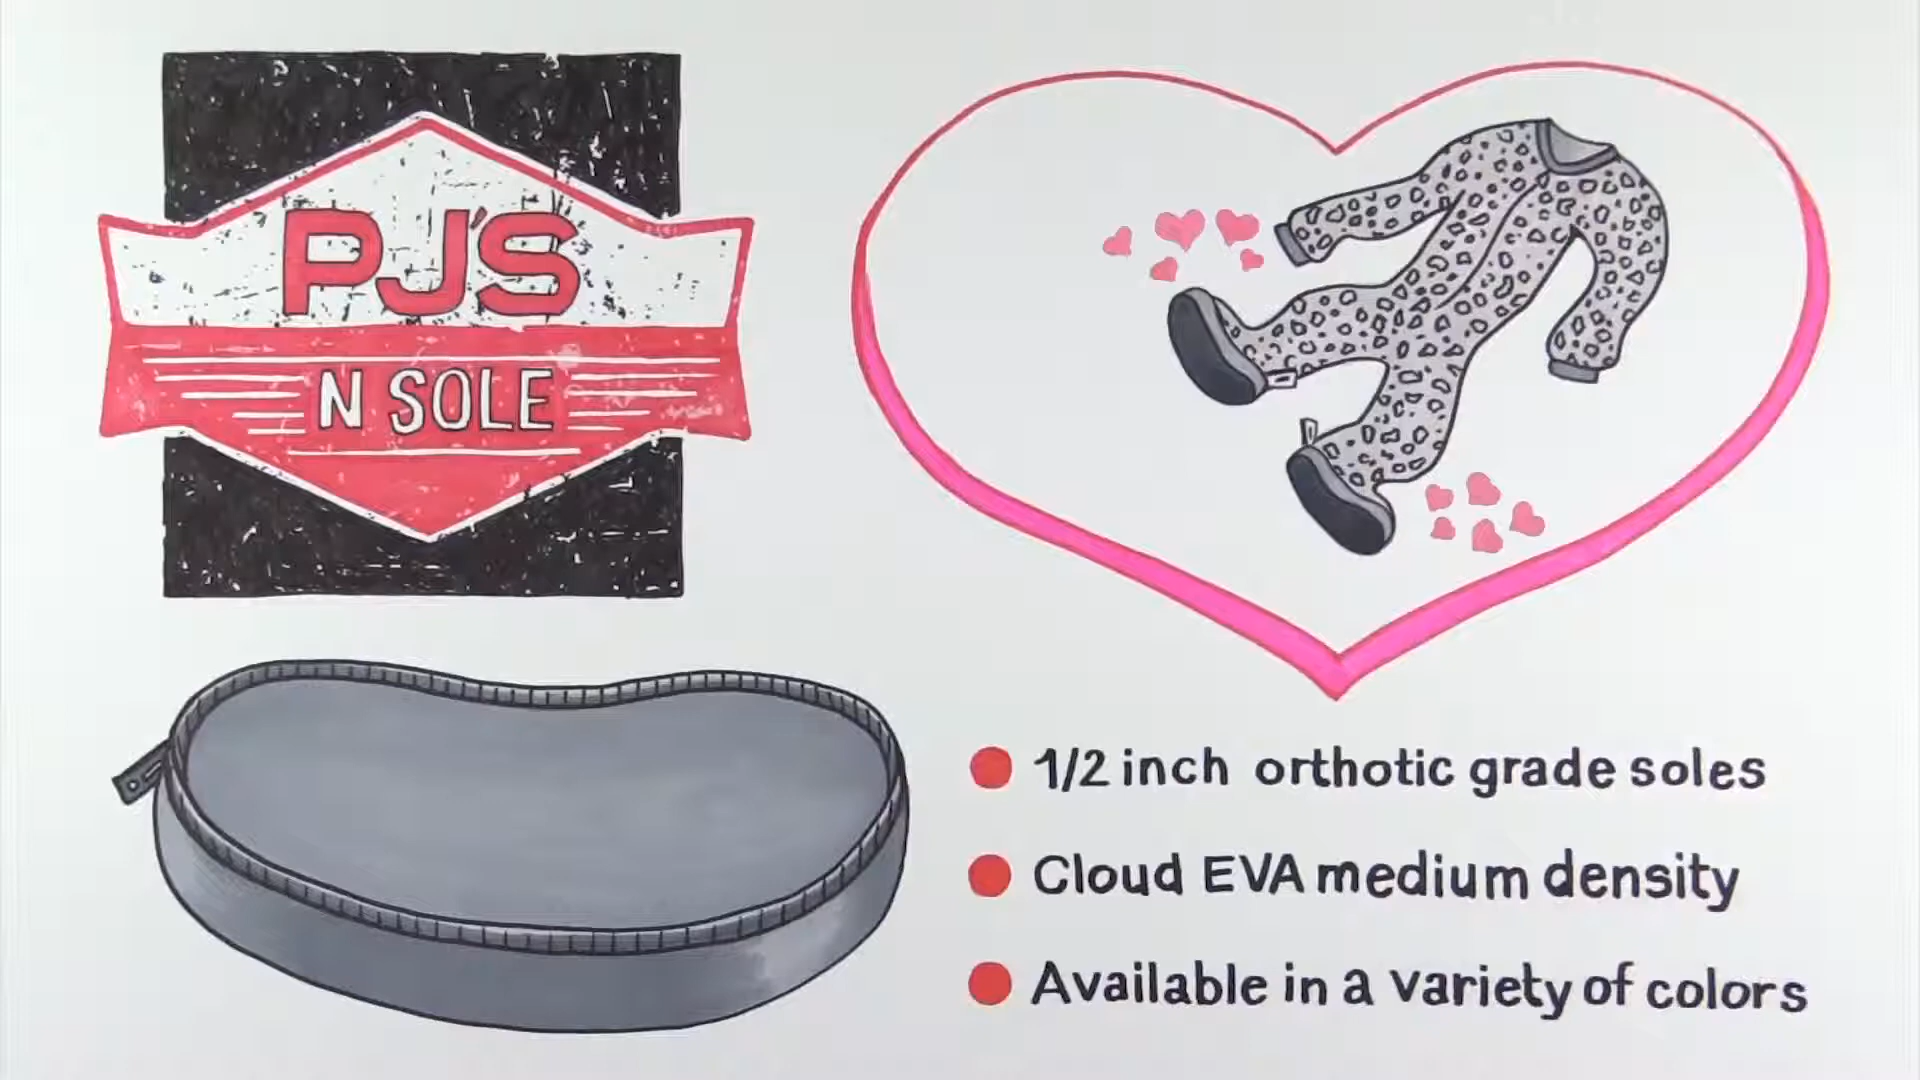 PJ'S
N SOLE
1/2 inch orthotic grade soles
Cloud EVA medium density
Available in a variety of colors